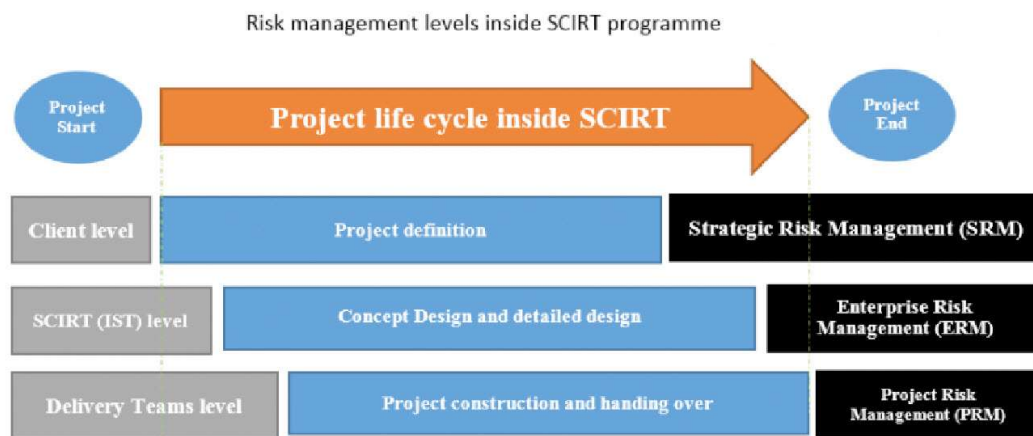 Risk management levels inside SCIRT programme
Project
Start
Project life cycle inside SCIRT
Project
End
Client level
Project definition
Strategic Risk Management (SRM)
SCIRT (IST) level
Concept Design and detailed design
Enterprise Risk
Management (ERM)
Delivery Teams level
Project construction and handing over
Project Risk
Management (PRM)